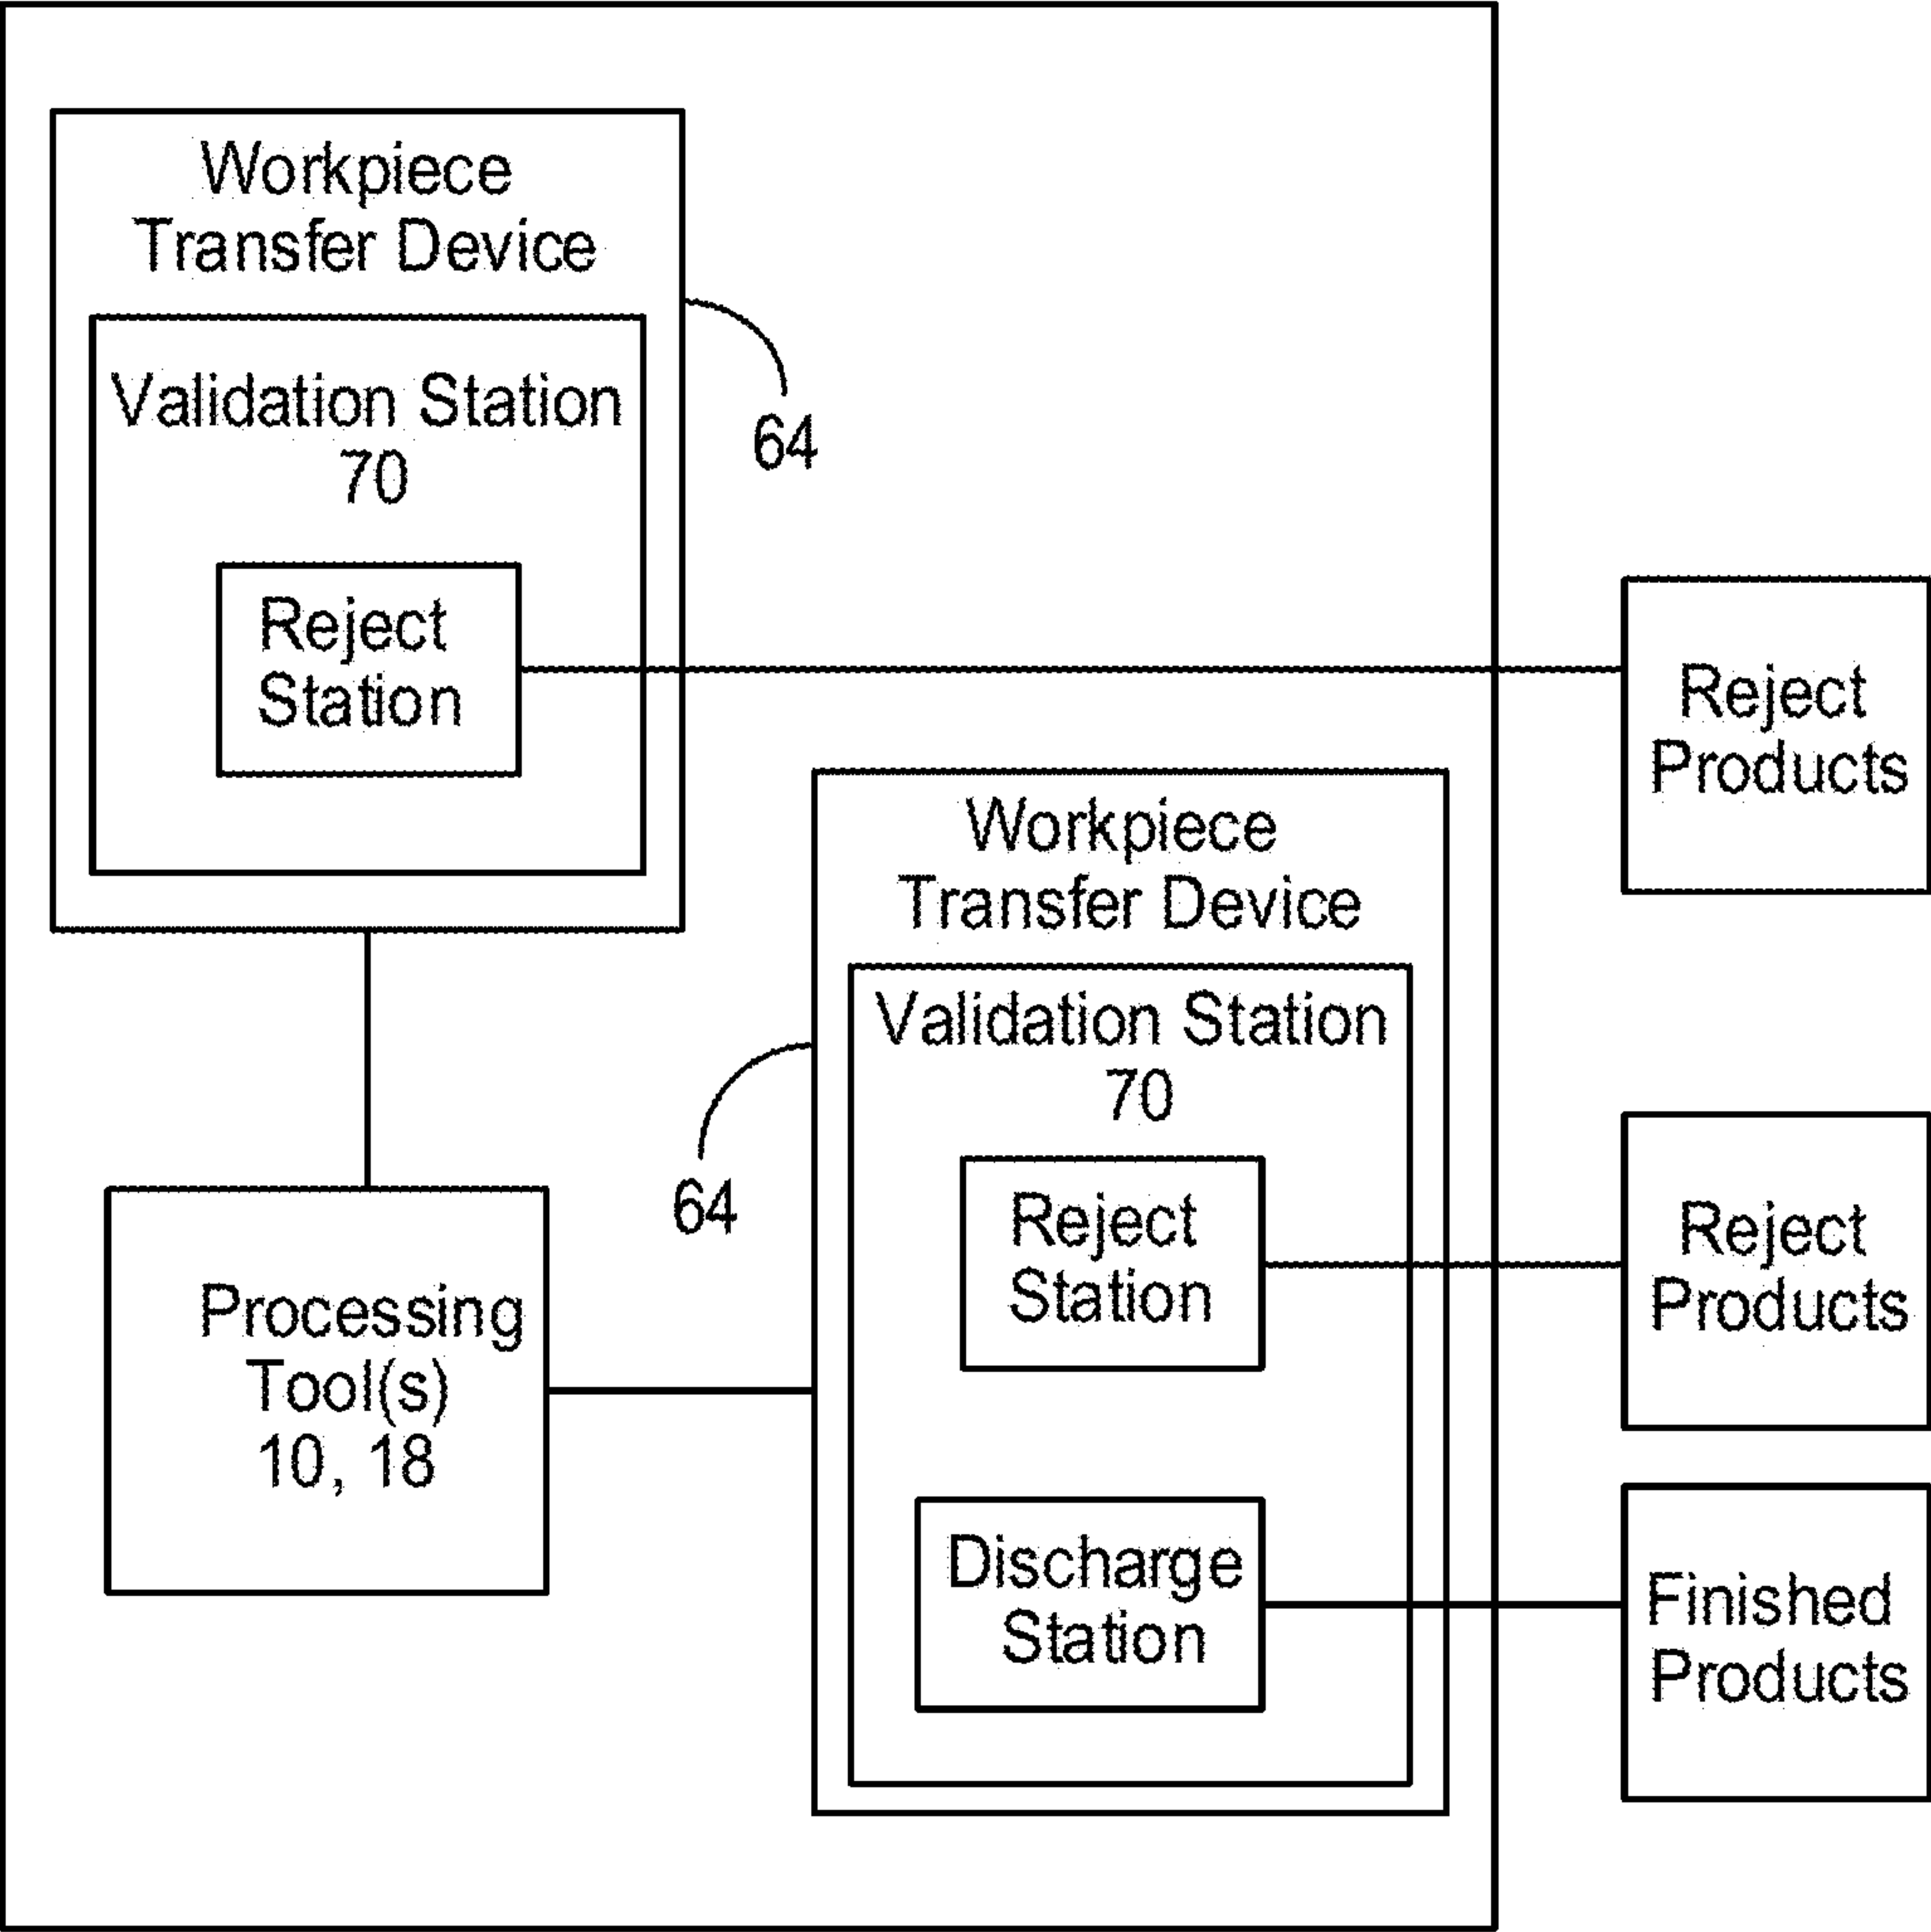 Workpiece
Transfer Device
Validation Station
70
Reject
Station
64
Reject
Products
Workpiece
Transfer Device
Validation Station
70
64
Reject
Station
Reject
Products
Processing
Tool(s)
10, 18
Discharge
Station
Finished
Products